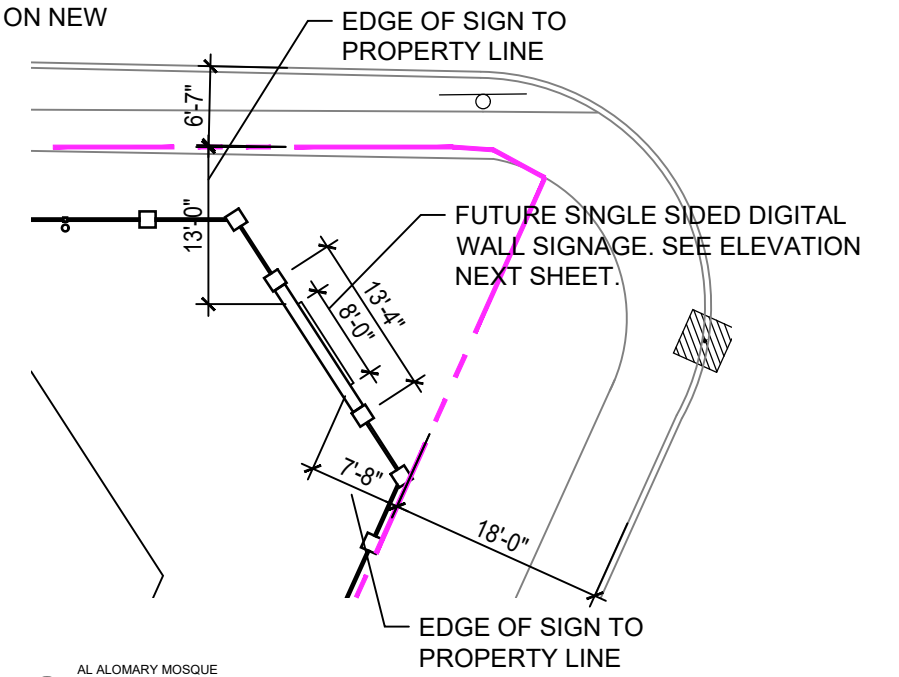 ON NEW
EDGE OF SIGN TO
PROPERTY LINE
6'-7"
13'-0"
FUTURE SINGLE SIDED DIGITAL
WALL SIGNAGE. SEE ELEVATION
NEXT SHEET.
13'-4"
8'-0"
7'-8"
18'-0"
EDGE OF SIGN TO
PROPERTY LINE
AL ALOMARY MOSQUE